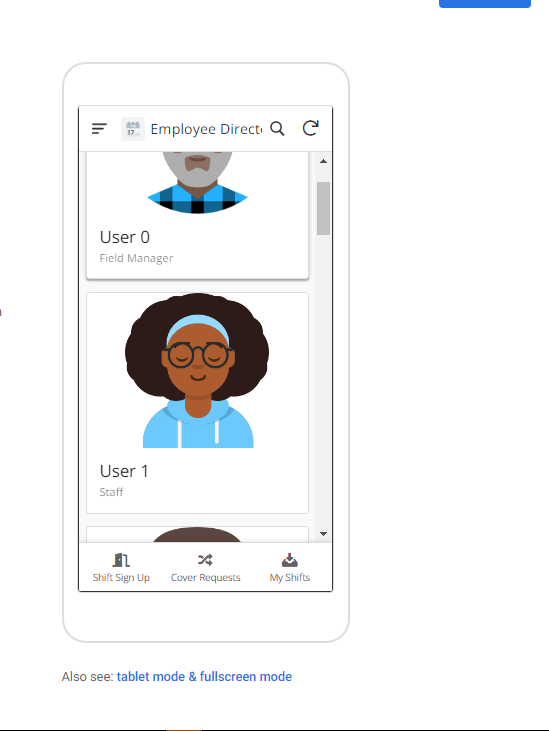 17
Employee Direct
User 0
Field Manager
User 1
Staff
Shift Sign Up
Cover Requests
My Shifts
Also see: tablet mode & fullscreen mode